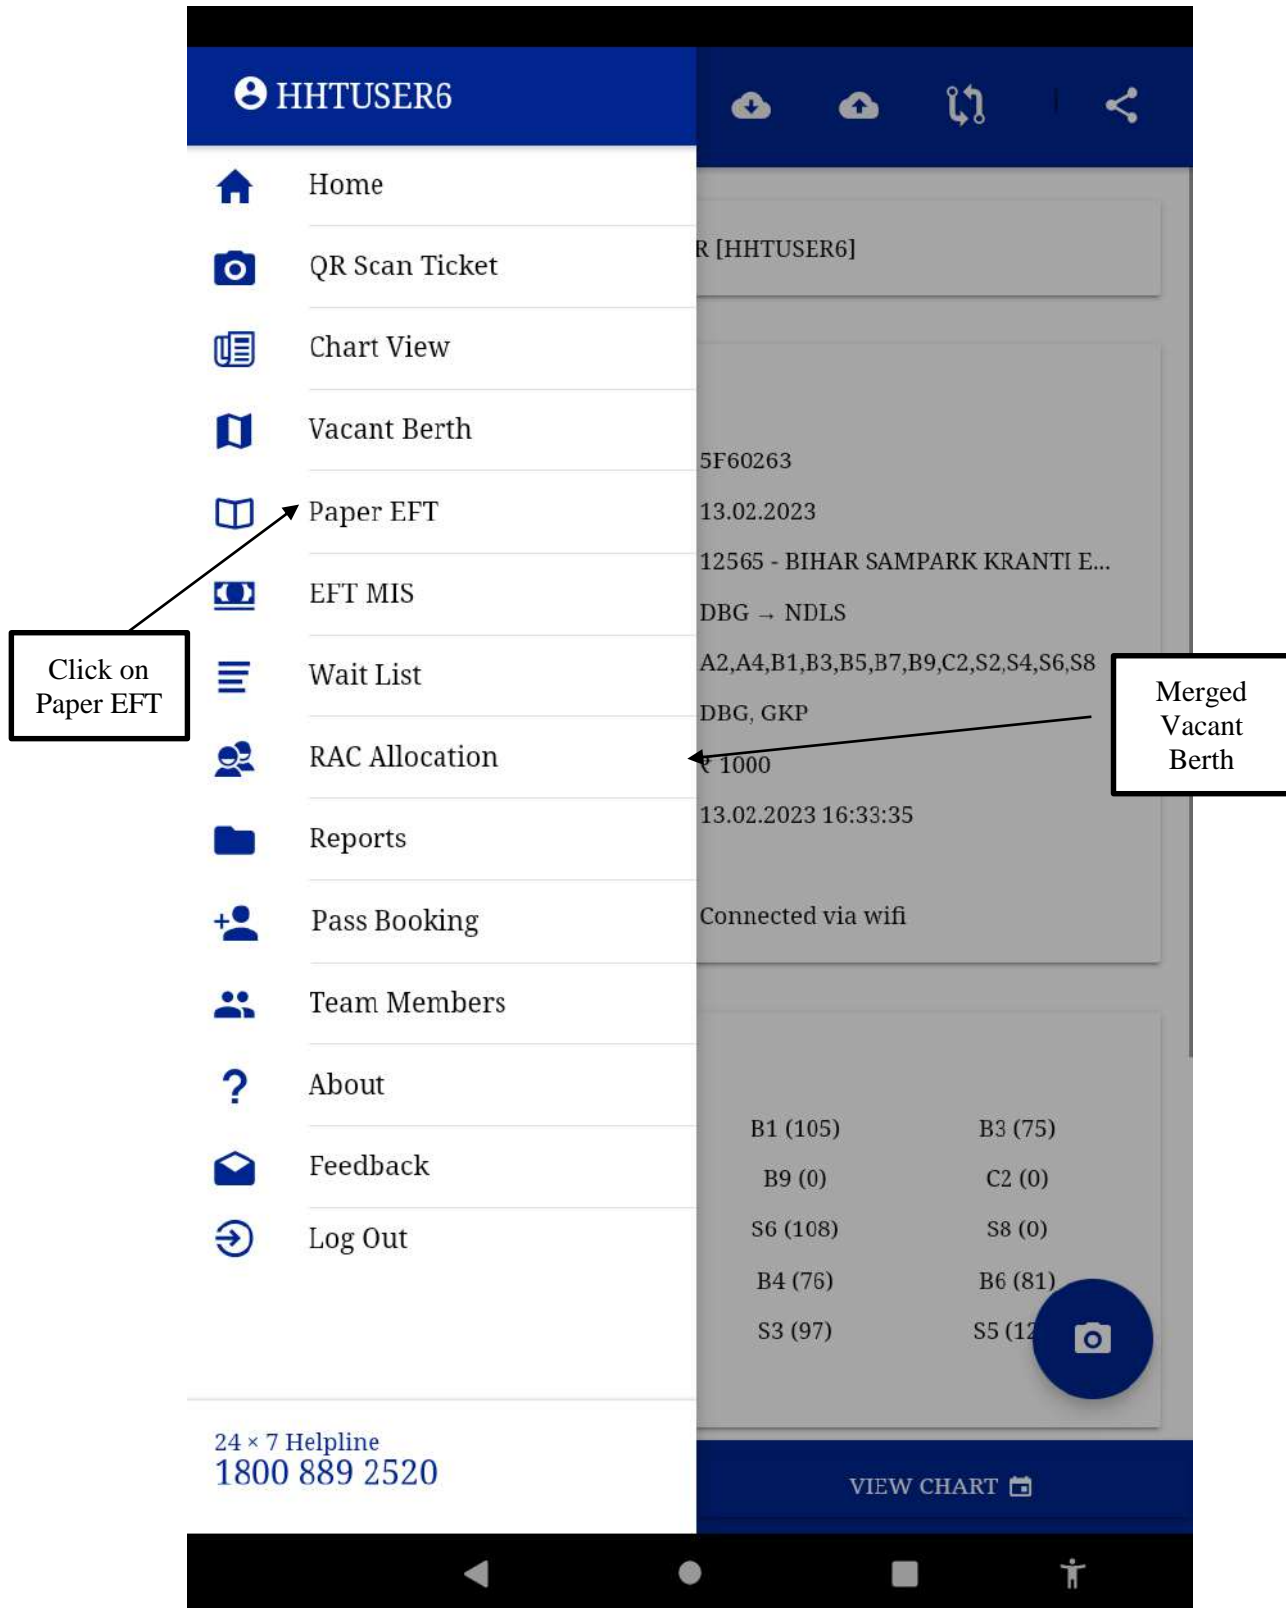 HHTUSER6
Home
QR Scan Ticket
Chart View
Vacant Berth
Paper EFT
EFT MIS
Wait List
RAC Allocation
Reports
Pass Booking
Team Members
About
Feedback
Log Out
24 × 7 Helpline
1800 889 2520
Click on
Paper EFT
R [HHTUSER6]
5F60263
13.02.2023
12565 - BIHAR SAMPARK KRANTI E...
DBG → NDLS
A2,A4,B1,B3,B5,B7,B9,C2,S2,S4,S6,S8
DBG, GKP
₹ 1000
13.02.2023 16:33:35
Connected via wifi
Merged
Vacant
Berth
B1 (105) B3 (75)
B9 (0) C2 (0)
S6 (108) S8 (0)
B4 (76) B6 (81)
S3 (97) S5 (12
VIEW CHART